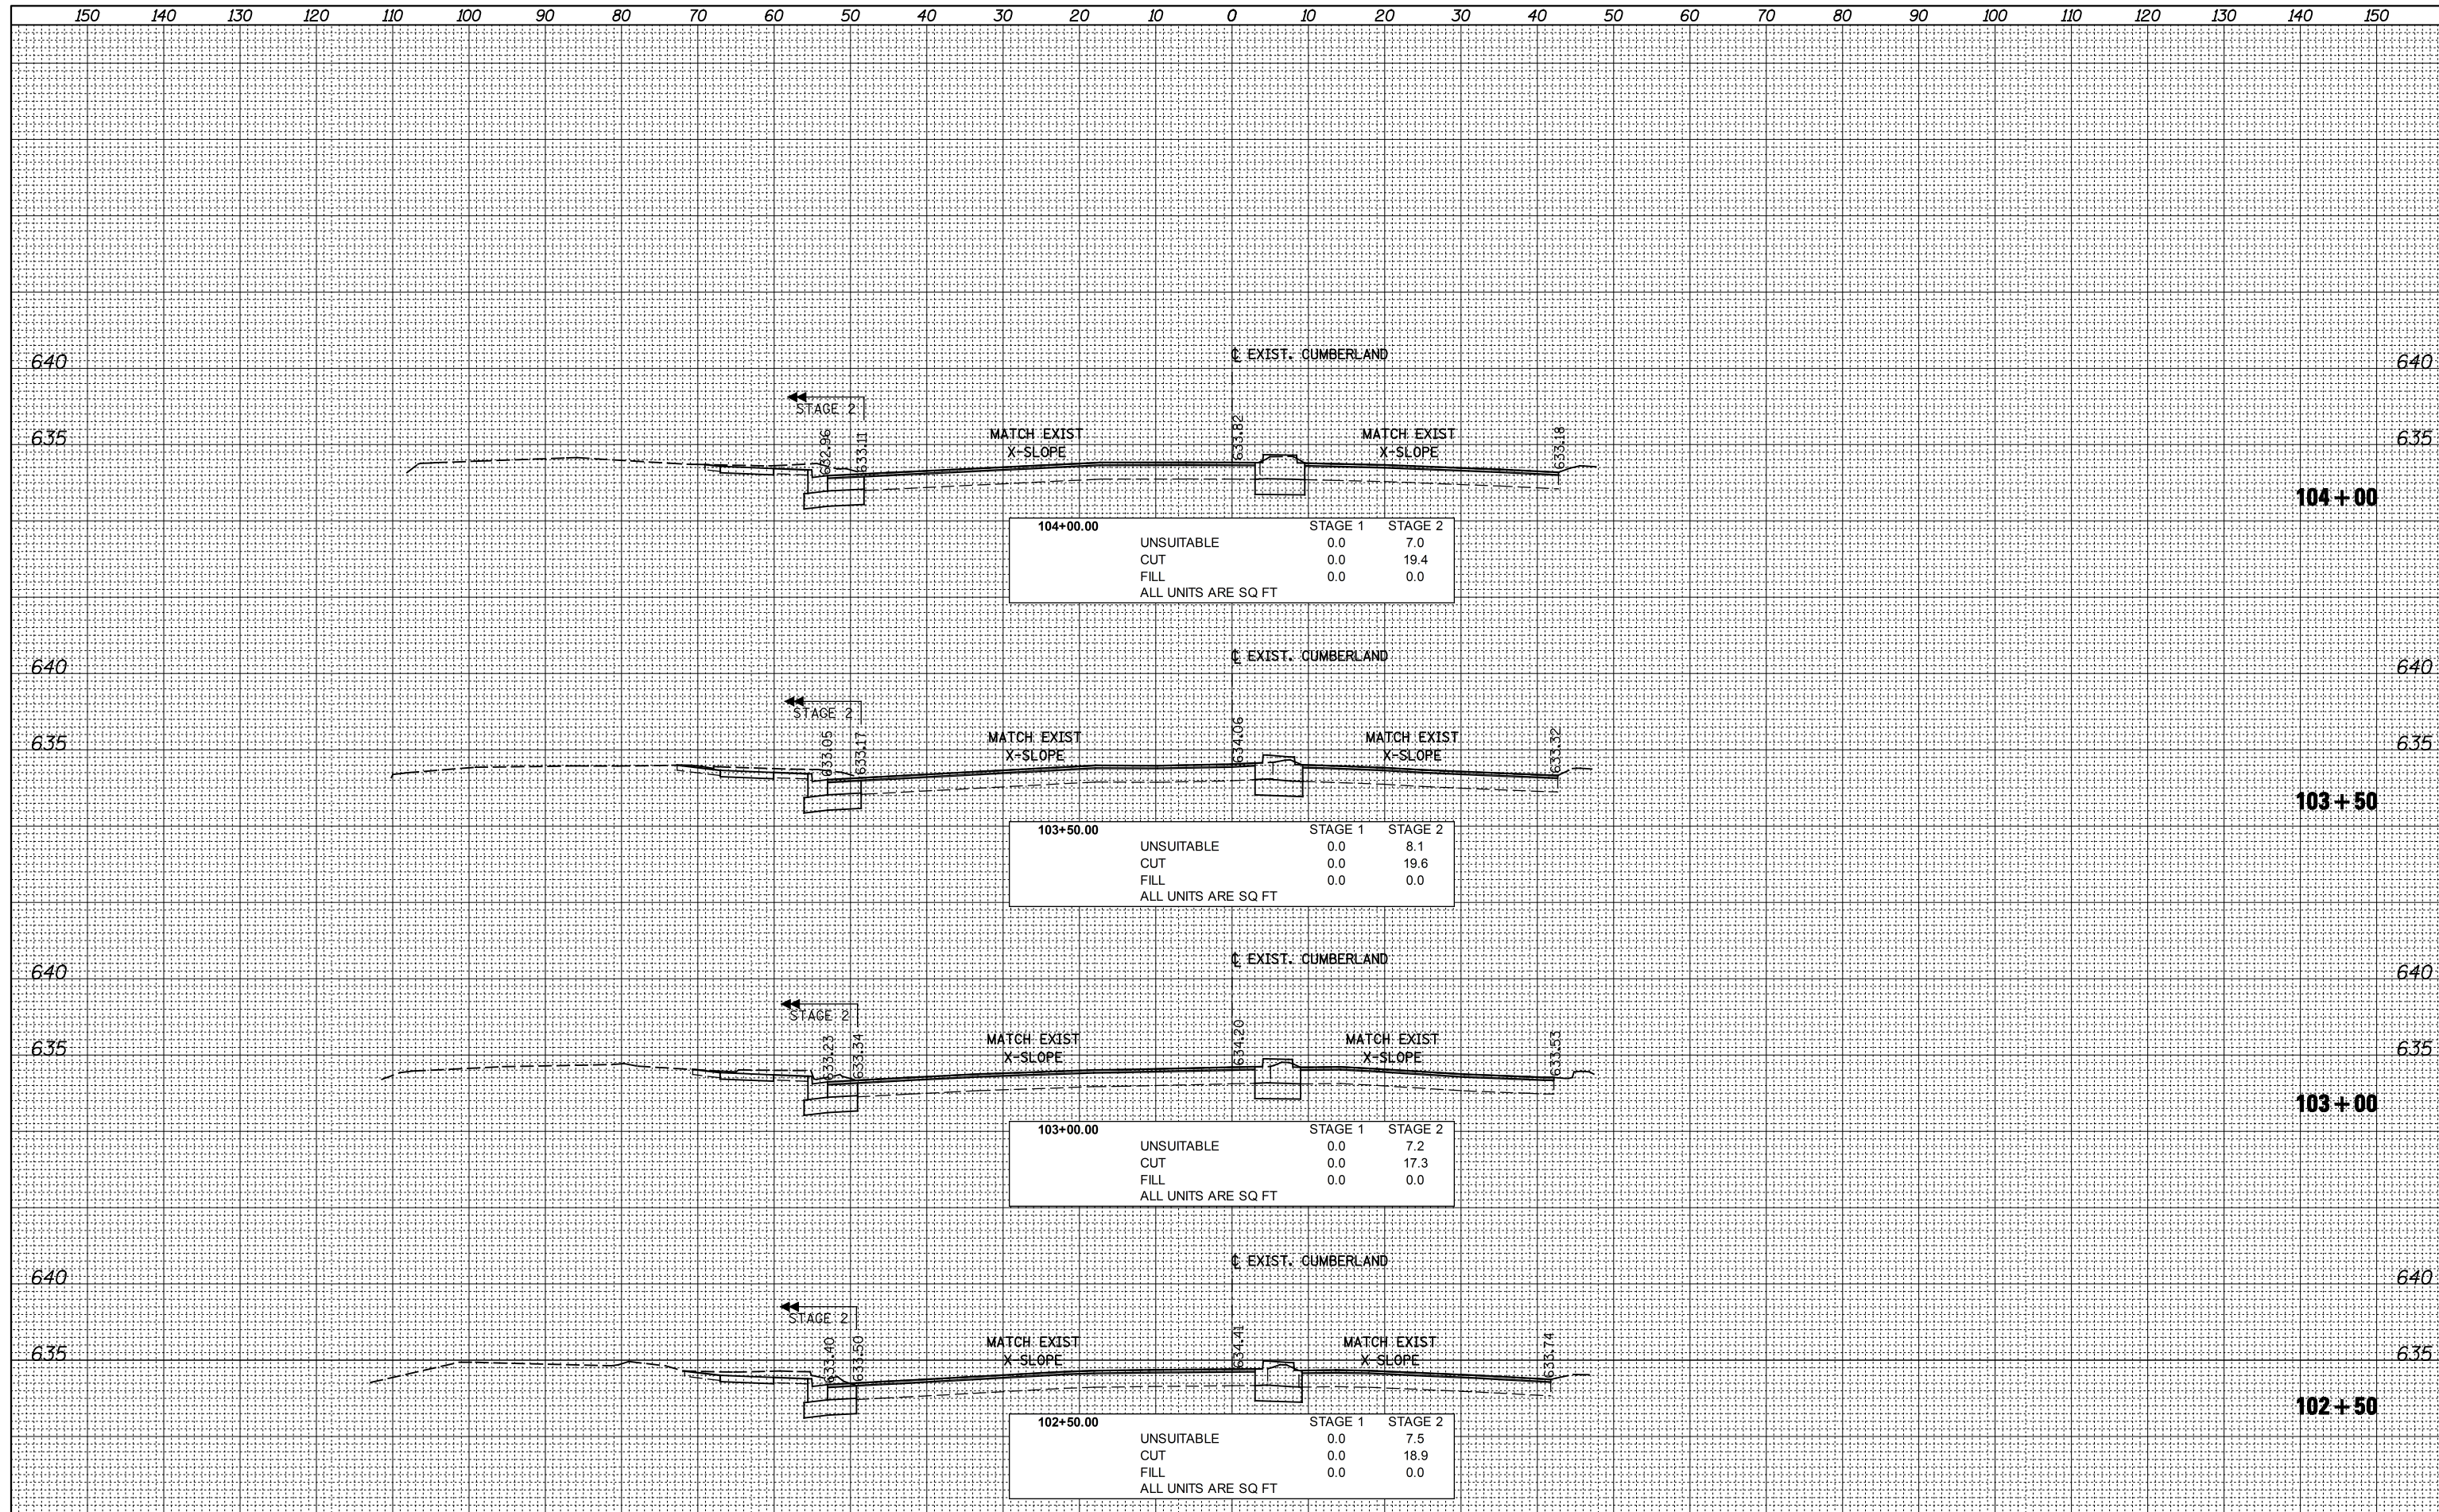 150 140 130 120 110 100 90 80 70 60 50 40 30 20 10 0 10 20 30 40 50 60 70 80 90 100 110 120 130 140 150
℄ EXIST. CUMBERLAND
640 640
STAGE 2
632.96 633.11 633.82 633.18
MATCH EXIST
X-SLOPE
MATCH EXIST
X-SLOPE
635 635
104+00
104+00.00 STAGE 1 STAGE 2
UNSUITABLE 0.0 7.0
CUT 0.0 19.4
FILL 0.0 0.0
ALL UNITS ARE SQ FT
℄ EXIST. CUMBERLAND
640 640
STAGE 2
633.05 633.17 634.06 633.32
MATCH EXIST
X-SLOPE
MATCH EXIST
X-SLOPE
635 635
103+50
103+50.00 STAGE 1 STAGE 2
UNSUITABLE 0.0 8.1
CUT 0.0 19.6
FILL 0.0 0.0
ALL UNITS ARE SQ FT
℄ EXIST. CUMBERLAND
640 640
STAGE 2
633.23 633.34 634.20 633.53
MATCH EXIST
X-SLOPE
MATCH EXIST
X-SLOPE
635 635
103+00
103+00.00 STAGE 1 STAGE 2
UNSUITABLE 0.0 7.2
CUT 0.0 17.3
FILL 0.0 0.0
ALL UNITS ARE SQ FT
℄ EXIST. CUMBERLAND
640 640
STAGE 2
633.40 633.50 634.41 633.74
MATCH EXIST
X-SLOPE
MATCH EXIST
X-SLOPE
635 635
102+50
102+50.00 STAGE 1 STAGE 2
UNSUITABLE 0.0 7.5
CUT 0.0 18.9
FILL 0.0 0.0
ALL UNITS ARE SQ FT